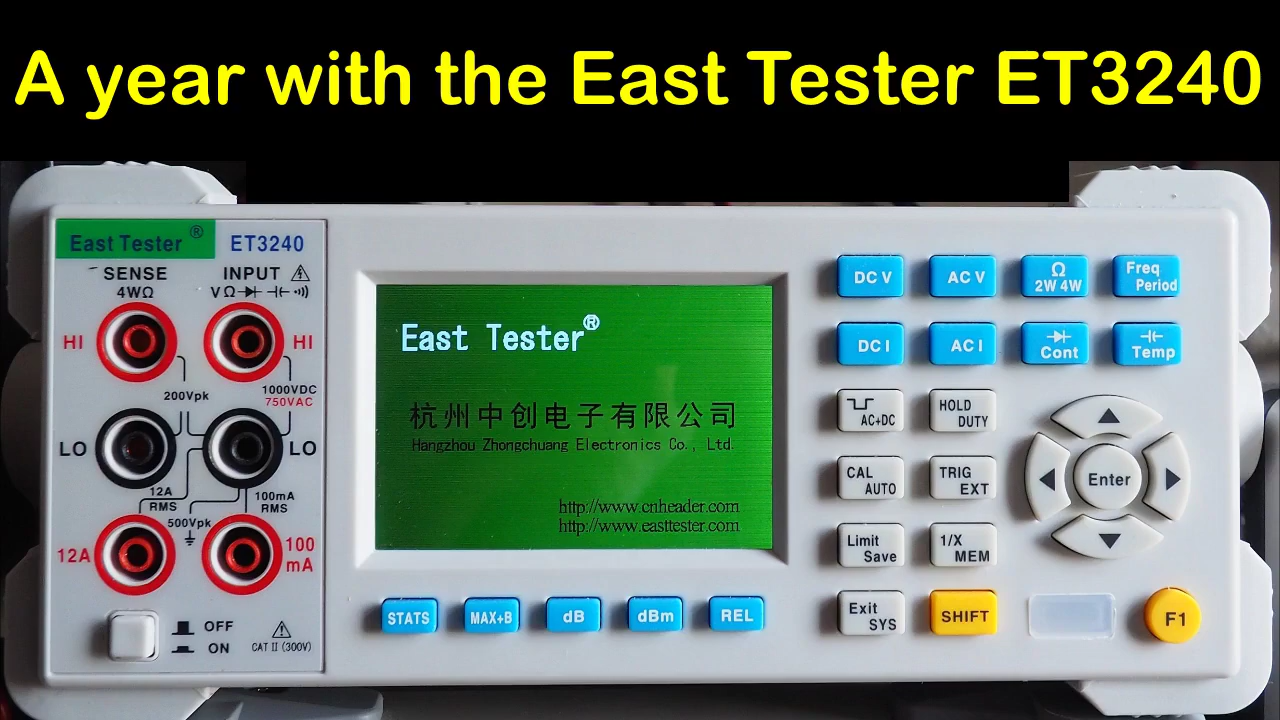 A year with the East Tester ET3240
East Tester ® ET3240
SENSE
4WΩ
INPUT
VΩ
HI
HI
200Vpk
1000VDC
750VAC
LO
LO
12A
RMS
100mA
RMS
500Vpk
12A
100
mA
OFF
ON
CAT II (300V)
East Tester®
杭州中创电子有限公司
Hangzhou Zhongchuang Electronics Co., Ltd.
http://www.cnheader.com
http://www.easttester.com
STATS
MAX+B
dB
dBm
REL
DC V
AC V
Ω
2W 4W
Freq
Period
DC I
AC I
Cont
Temp
AC+DC
HOLD
DUTY
CAL
AUTO
TRIG
EXT
Limit
Save
1/X
MEM
Exit
SYS
SHIFT
Enter
F1